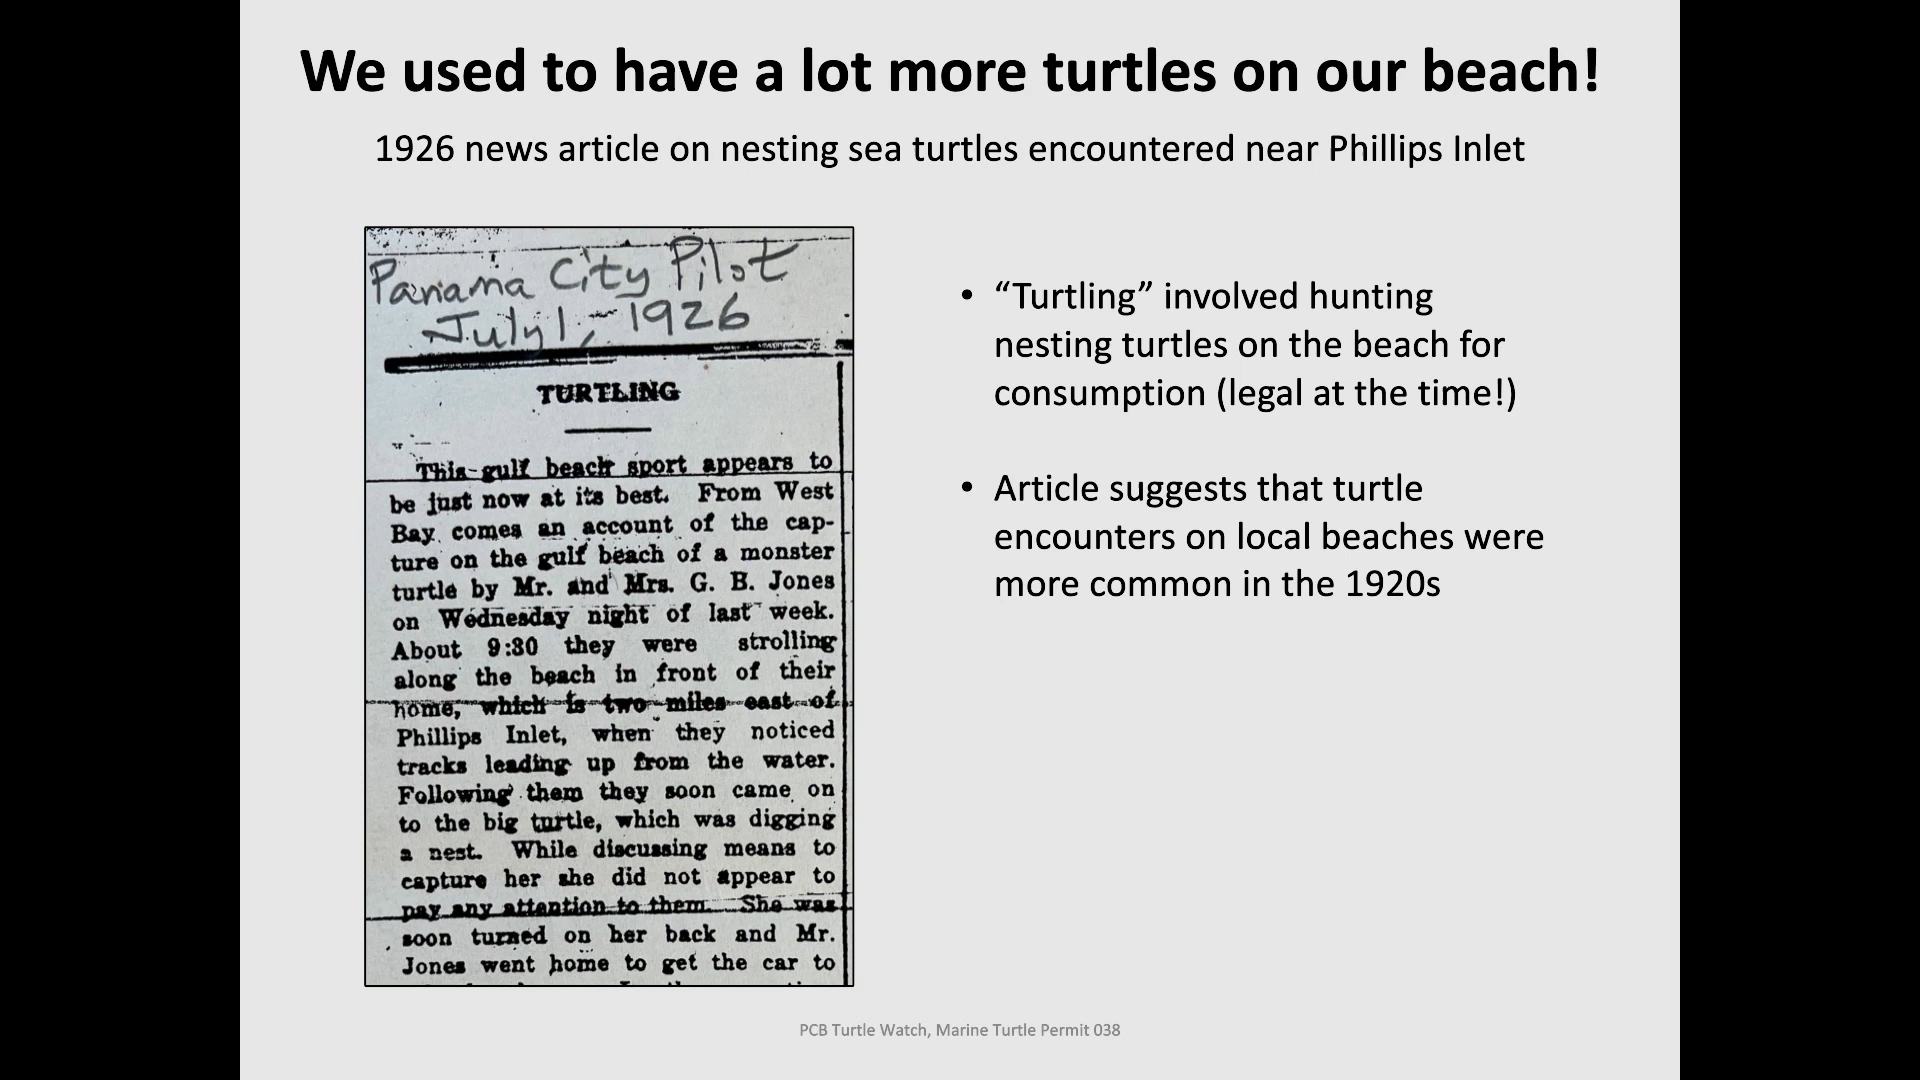 We used to have a lot more turtles on our beach!
1926 news article on nesting sea turtles encountered near Phillips Inlet
Panama City Pilot
July 1, 1926
TURTLING
This gulf beach sport appears to
be just now at its best. From West
Bay comes an account of the cap-
ture on the gulf beach of a monster
turtle by Mr. and Mrs. G. B. Jones
on Wednesday night of last week.
About 9:30 they were strolling
along the beach in front of their
home, which is two miles east of
Phillips Inlet, when they noticed
tracks leading up from the water.
Following them they soon came on
to the big turtle, which was digging
a nest. While discussing means to
capture her she did not appear to
pay any attention to them. She was
soon turned on her back and Mr.
Jones went home to get the car to
• “Turtling” involved hunting
nesting turtles on the beach for
consumption (legal at the time!)
• Article suggests that turtle
encounters on local beaches were
more common in the 1920s
PCB Turtle Watch, Marine Turtle Permit 038